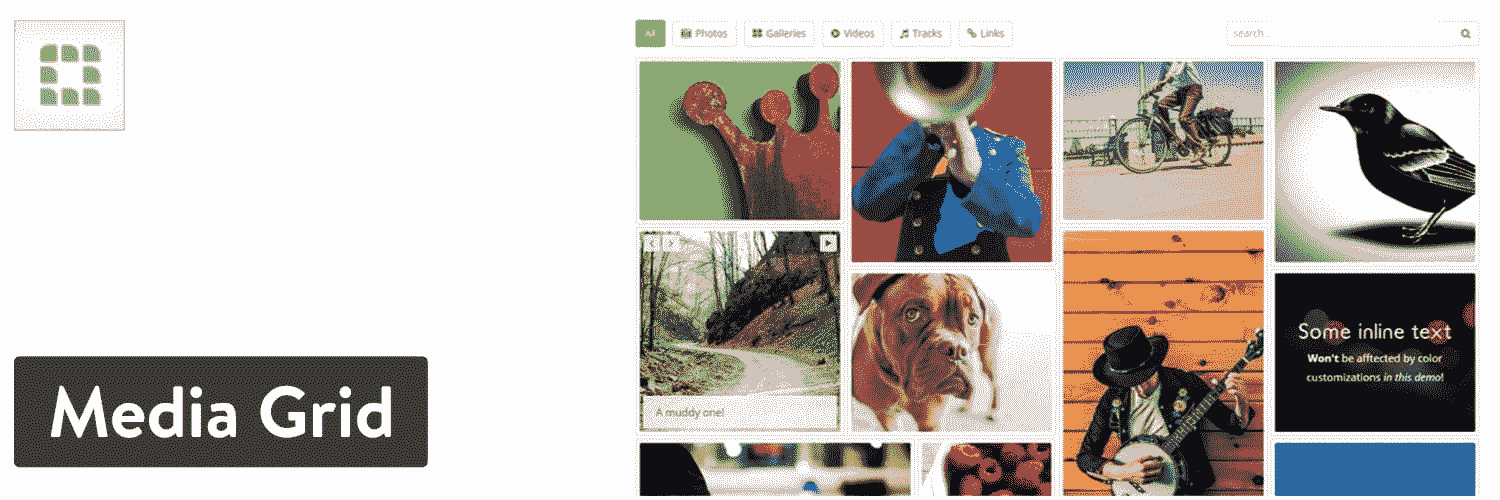 All
Photos
Galleries
Videos
Tracks
Links
search...
A muddy one!
Some inline text
Won't be afftected by color
customizations in this demo!
Media Grid